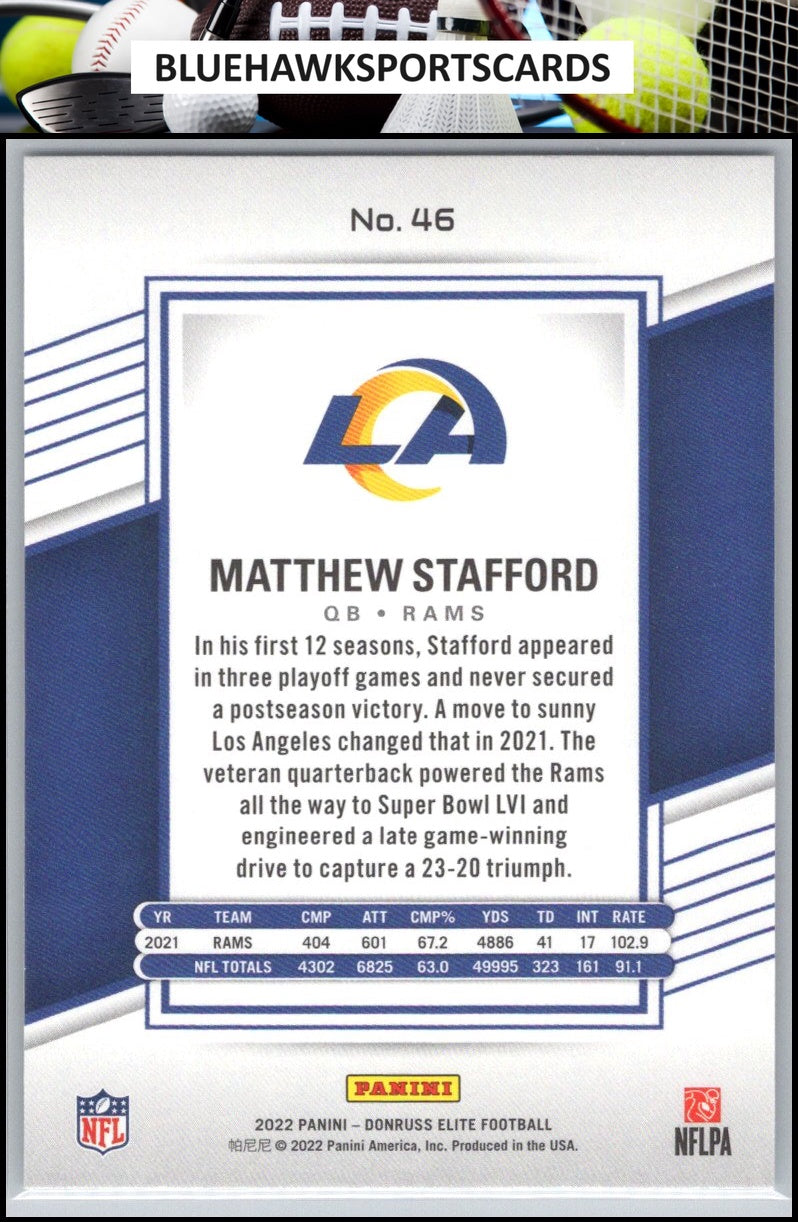 BLUEHAWKSPORTSCARDS
No. 46
LA
MATTHEW STAFFORD
QB • RAMS
In his first 12 seasons, Stafford appeared
in three playoff games and never secured
a postseason victory. A move to sunny
Los Angeles changed that in 2021. The
veteran quarterback powered the Rams
all the way to Super Bowl LVI and
engineered a late game-winning
drive to capture a 23-20 triumph.
YR TEAM CMP ATT CMP% YDS TD INT RATE
2021 RAMS 404 601 67.2 4886 41 17 102.9
NFL TOTALS 4302 6825 63.0 49995 323 161 91.1
PANINI
NFL
2022 PANINI – DONRUSS ELITE FOOTBALL
帕尼尼 © 2022 Panini America, Inc. Produced in the USA.
NFLPA